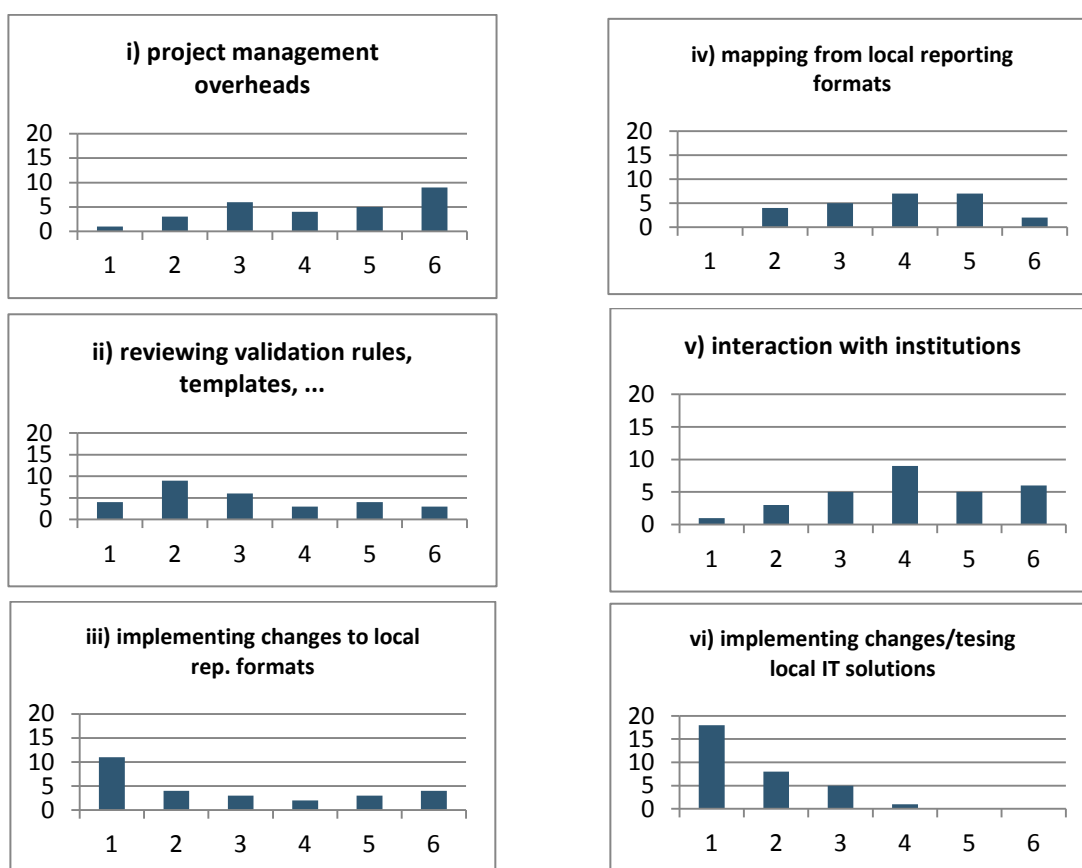 i) project management
overheads
20
15
10
5
0
1 2 3 4 5 6
ii) reviewing validation rules,
templates, ...
20
15
10
5
0
1 2 3 4 5 6
iii) implementing changes to local
rep. formats
20
15
10
5
0
1 2 3 4 5 6
iv) mapping from local reporting
formats
20
15
10
5
0
1 2 3 4 5 6
v) interaction with institutions
20
15
10
5
0
1 2 3 4 5 6
vi) implementing changes/tesing
local IT solutions
20
15
10
5
0
1 2 3 4 5 6